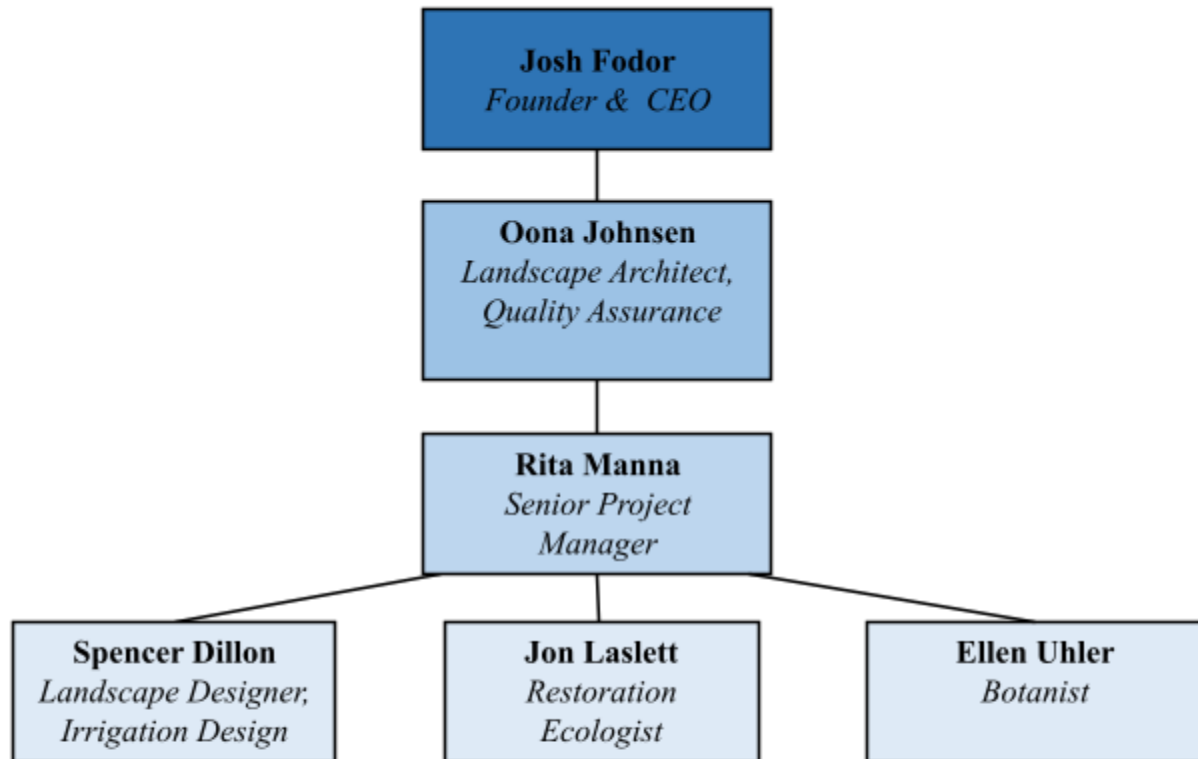 Josh Fodor
Founder & CEO
Oona Johnsen
Landscape Architect,
Quality Assurance
Rita Manna
Senior Project
Manager
Spencer Dillon
Landscape Designer,
Irrigation Design
Jon Laslett
Restoration
Ecologist
Ellen Uhler
Botanist